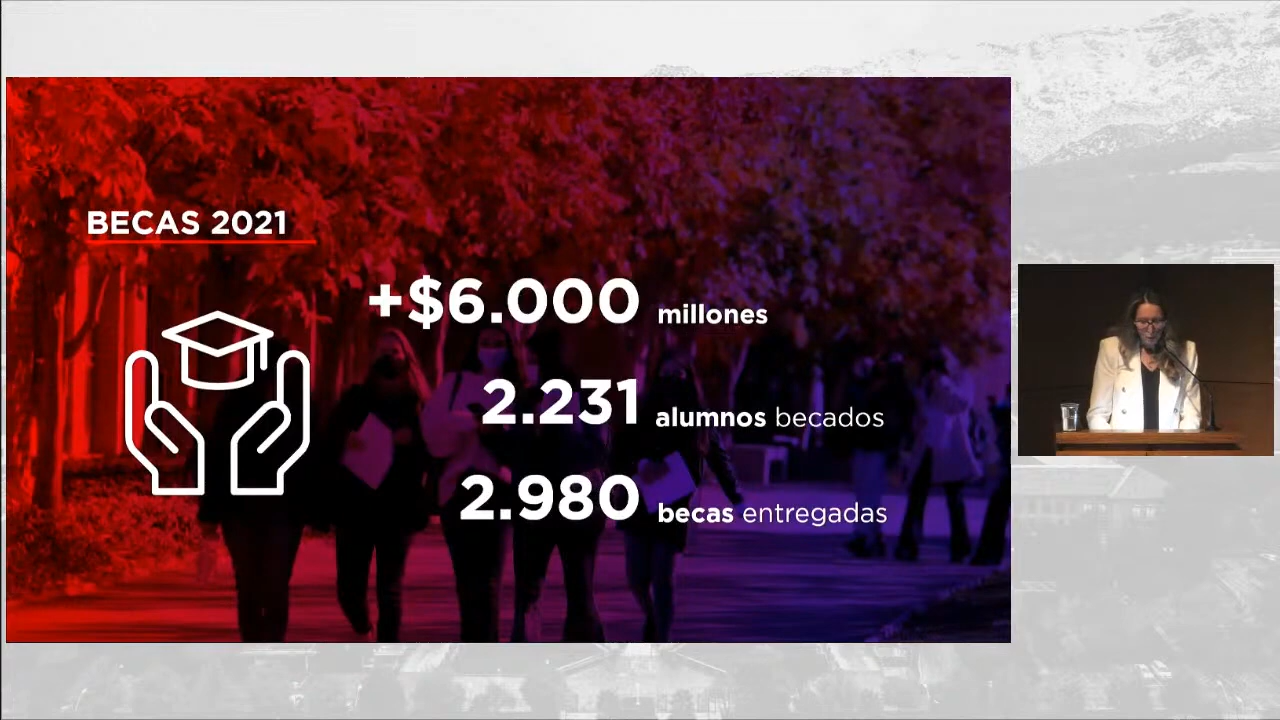 BECAS 2021
+$6.000 millones
2.231 alumnos becados
2.980 becas entregadas